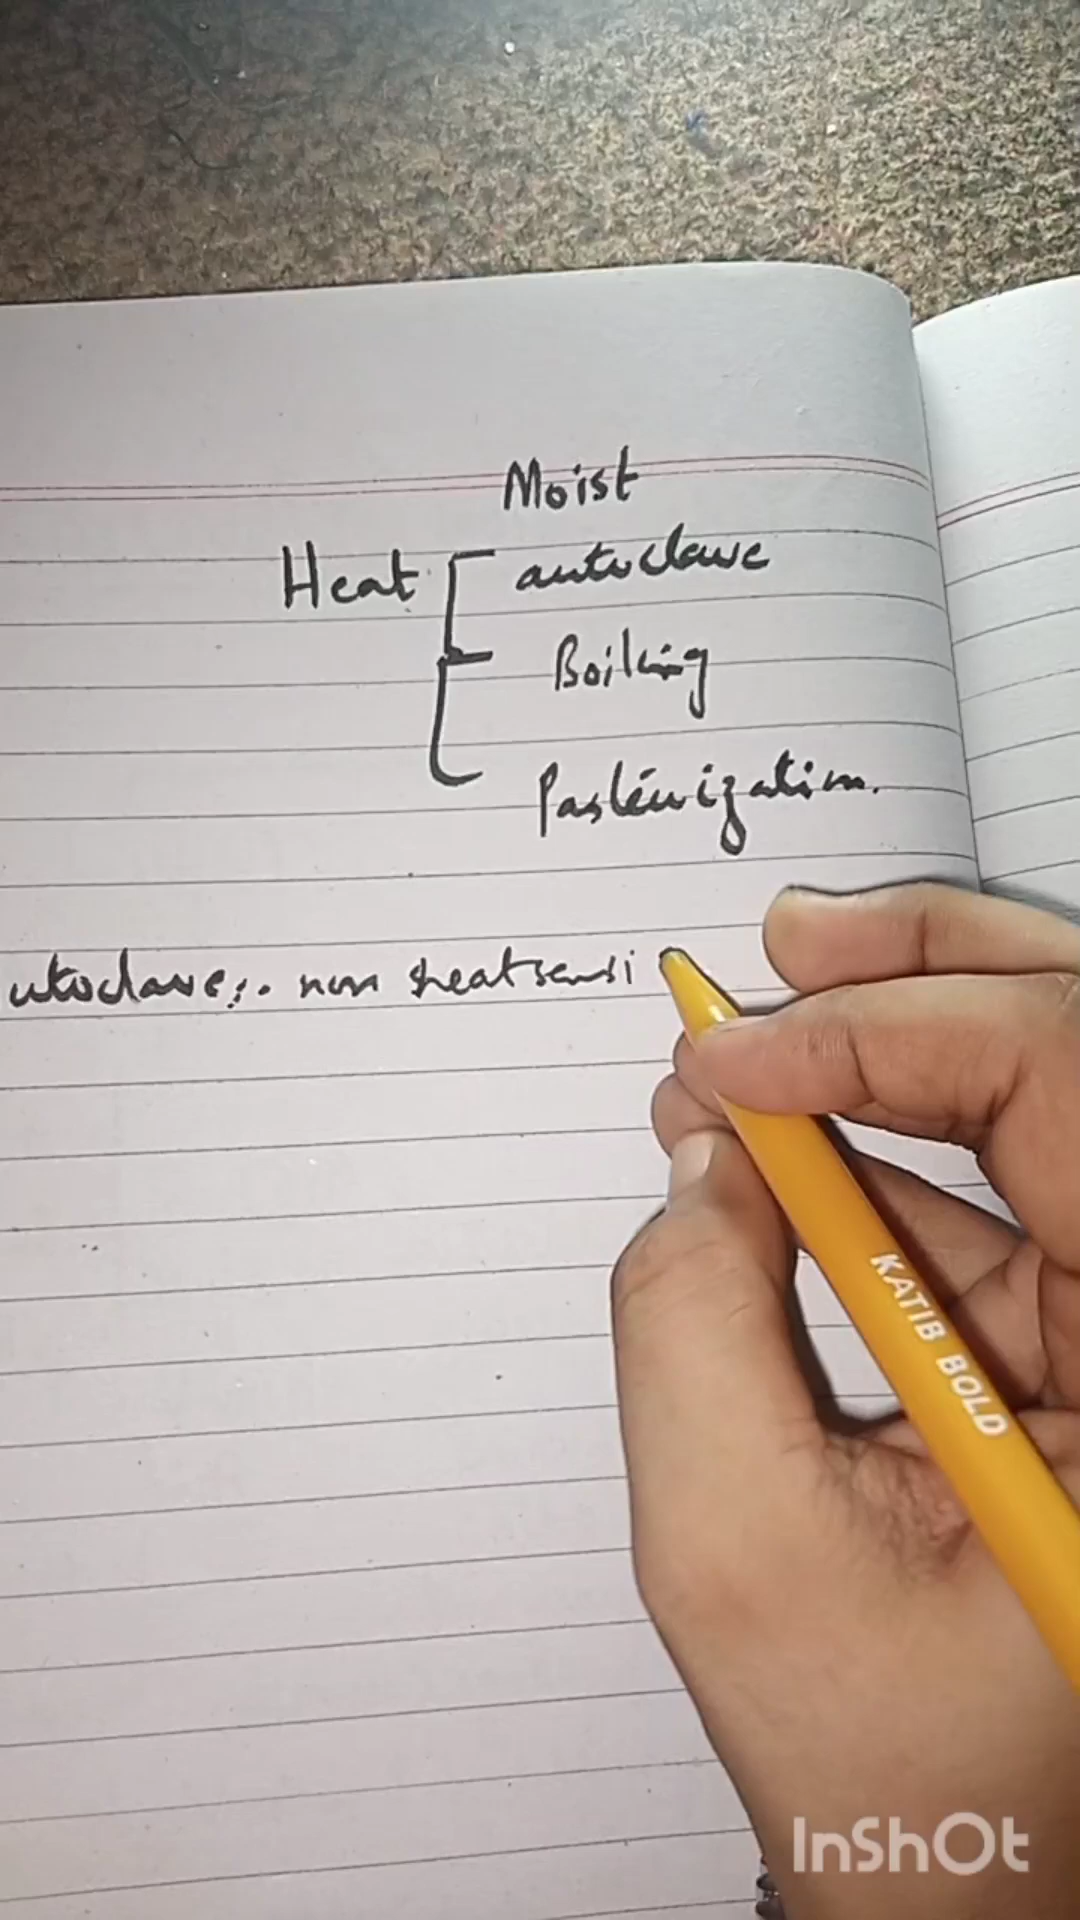 Moist
Heat autoclave
Boiling
Pasteurization.
utoclave:. non heatsensi
KATIB BOLD
InShOt